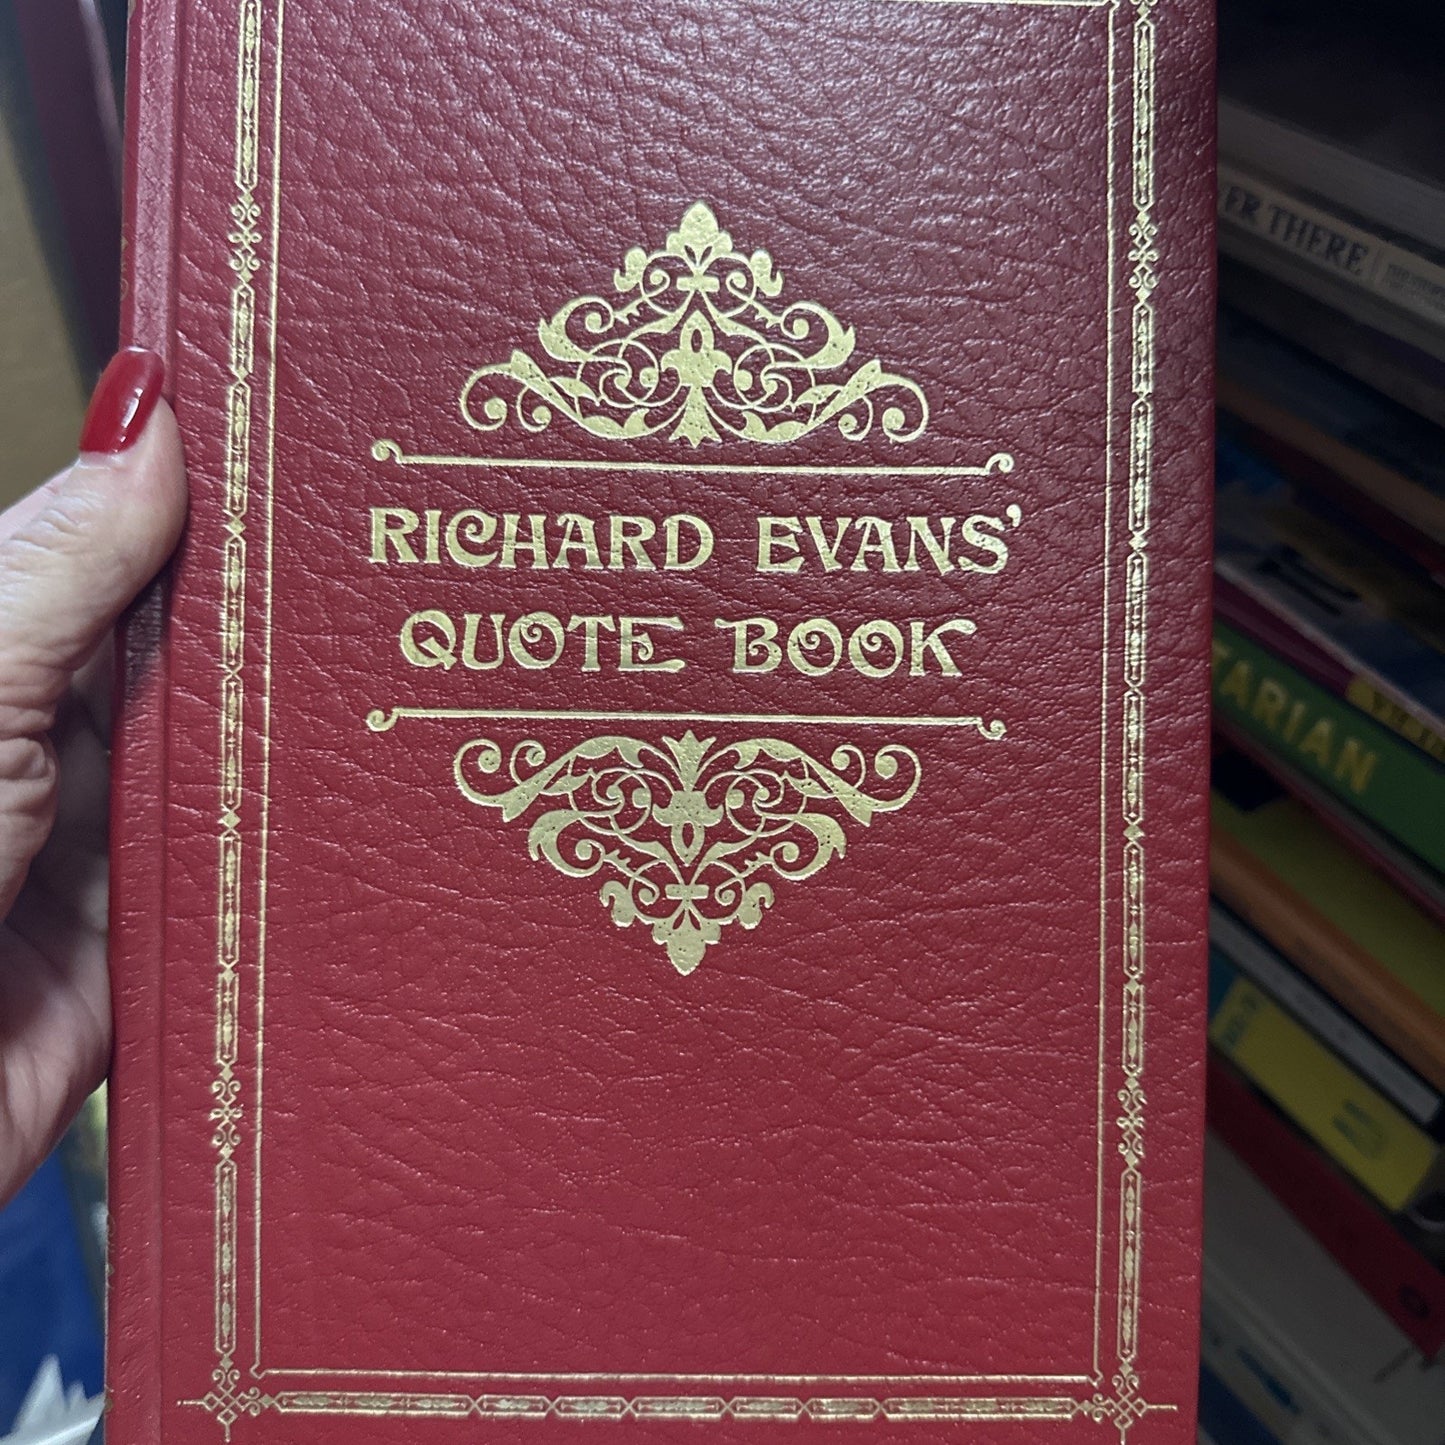 RICHARD EVANS'
QUOTE BOOK
ER THERE
TARIAN